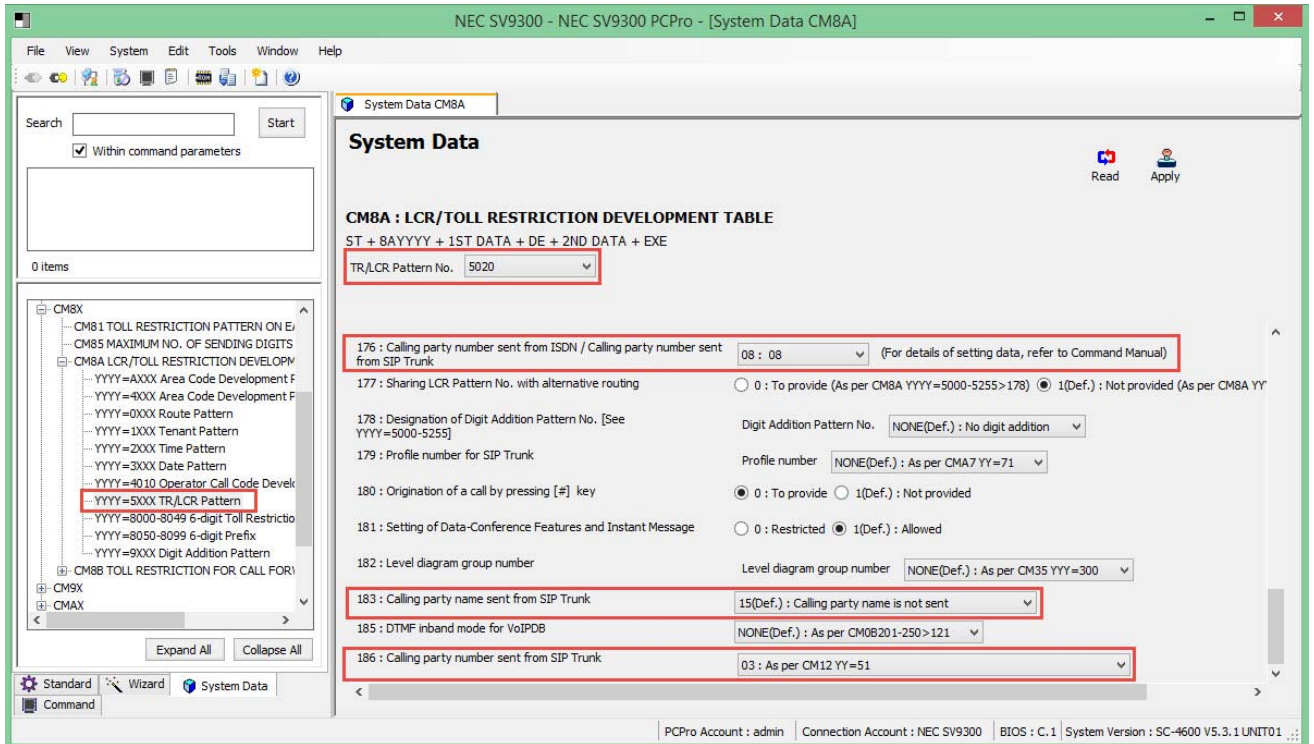 NEC SV9300 - NEC SV9300 PCPro - [System Data CM8A]
File View System Edit Tools Window Help
Search
Start
Within command parameters
0 items
CM8X
CM81 TOLL RESTRICTION PATTERN ON EA
CM85 MAXIMUM NO. OF SENDING DIGITS
CM8A LCR/TOLL RESTRICTION DEVELOPM
YYYY=AXXX Area Code Development P
YYYY=4XXX Area Code Development P
YYYY=0XXX Route Pattern
YYYY=1XXX Tenant Pattern
YYYY=2XXX Time Pattern
YYYY=3XXX Date Pattern
YYYY=4010 Operator Call Code Develo
YYYY=5XXX TR/LCR Pattern
YYYY=8000-8049 6-digit Toll Restrictio
YYYY=8050-8099 6-digit Prefix
YYYY=9XXX Digit Addition Pattern
CM8B TOLL RESTRICTION FOR CALL FOR
CM9X
CMAX
Expand All
Collapse All
Standard
Wizard
System Data
Command
System Data CM8A
System Data
Read
Apply
CM8A : LCR/TOLL RESTRICTION DEVELOPMENT TABLE
ST + 8AYYYY + 1ST DATA + DE + 2ND DATA + EXE
TR/LCR Pattern No. 5020
176 : Calling party number sent from ISDN / Calling party number sent
from SIP Trunk
08 : 08
(For details of setting data, refer to Command Manual)
177 : Sharing LCR Pattern No. with alternative routing
0 : To provide (As per CM8A YYYY=5000-5255>178)
1(Def.) : Not provided (As per CM8A YY
178 : Designation of Digit Addition Pattern No. [See
YYYY=5000-5255]
Digit Addition Pattern No.
NONE(Def.) : No digit addition
179 : Profile number for SIP Trunk
Profile number
NONE(Def.) : As per CMA7 YY=71
180 : Origination of a call by pressing [#] key
0 : To provide
1(Def.) : Not provided
181 : Setting of Data-Conference Features and Instant Message
0 : Restricted
1(Def.) : Allowed
182 : Level diagram group number
Level diagram group number
NONE(Def.) : As per CM35 YYY=300
183 : Calling party name sent from SIP Trunk
15(Def.) : Calling party name is not sent
185 : DTMF inband mode for VoIPDB
NONE(Def.) : As per CM0B201-250>121
186 : Calling party number sent from SIP Trunk
03 : As per CM12 YY=51
PCPro Account : admin
Connection Account : NEC SV9300
BIOS : C.1
System Version : SC-4600 V5.3.1 UNIT01